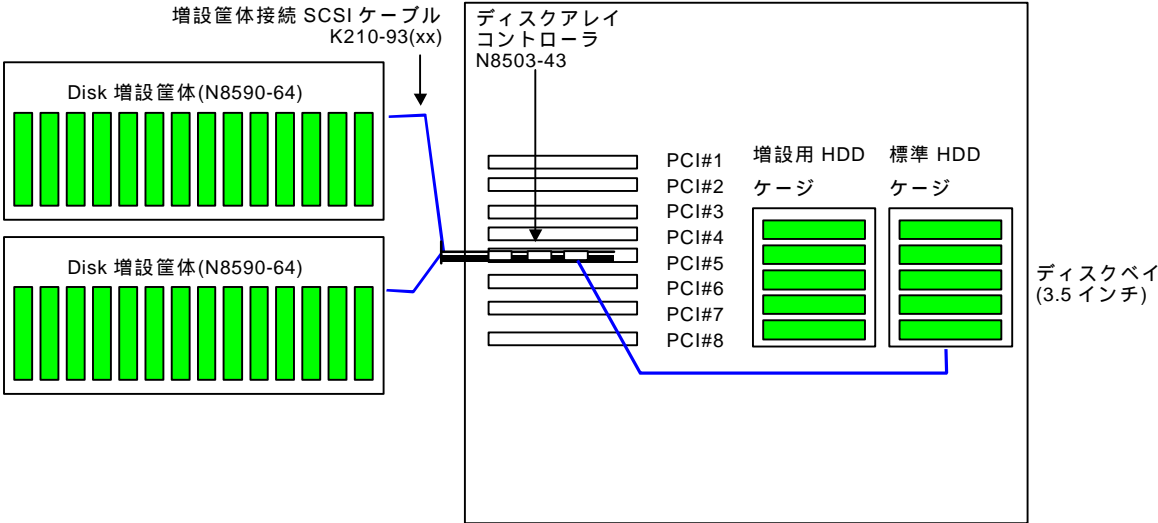 増設筐体接続 SCSI ケーブル
K210-93(xx)
ディスクアレイ
コントローラ
N8503-43
Disk 増設筐体(N8590-64)
Disk 増設筐体(N8590-64)
PCI#1
PCI#2
PCI#3
PCI#4
PCI#5
PCI#6
PCI#7
PCI#8
増設用 HDD
ケージ
標準 HDD
ケージ
ディスクベイ
(3.5 インチ)